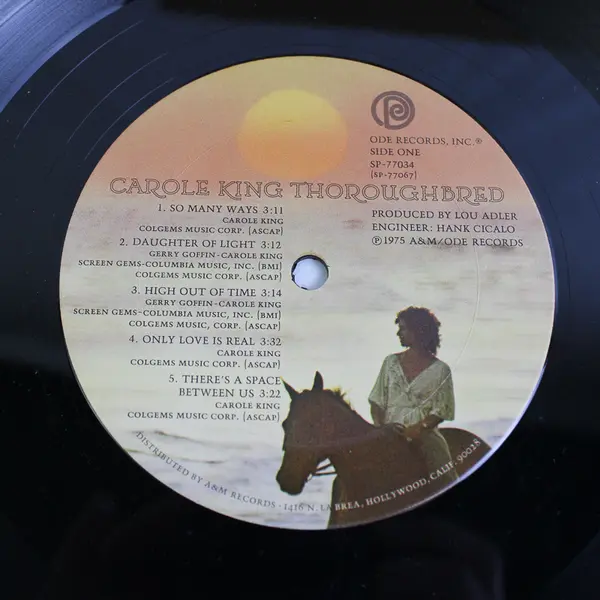 ODE RECORDS, INC.®
SIDE ONE
SP-77034
(SP-77067)
CAROLE KING THOROUGHBRED
1. SO MANY WAYS 3:11
CAROLE KING
COLGEMS MUSIC CORP. (ASCAP)
2. DAUGHTER OF LIGHT 3:12
GERRY GOFFIN-CAROLE KING
SCREEN GEMS-COLUMBIA MUSIC, INC. (BMI)
COLGEMS MUSIC CORP. (ASCAP)
3. HIGH OUT OF TIME 3:14
GERRY GOFFIN-CAROLE KING
SCREEN GEMS-COLUMBIA MUSIC, INC. (BMI)
COLGEMS MUSIC, CORP. (ASCAP)
4. ONLY LOVE IS REAL 3:32
CAROLE KING
COLGEMS MUSIC CORP. (ASCAP)
5. THERE'S A SPACE
BETWEEN US 3:22
CAROLE KING
COLGEMS MUSIC CORP. (ASCAP)
PRODUCED BY LOU ADLER
ENGINEER: HANK CICALO
℗1975 A&M/ODE RECORDS
DISTRIBUTED BY A&M RECORDS · 1416 N. LA BREA, HOLLYWOOD, CALIF. 90028